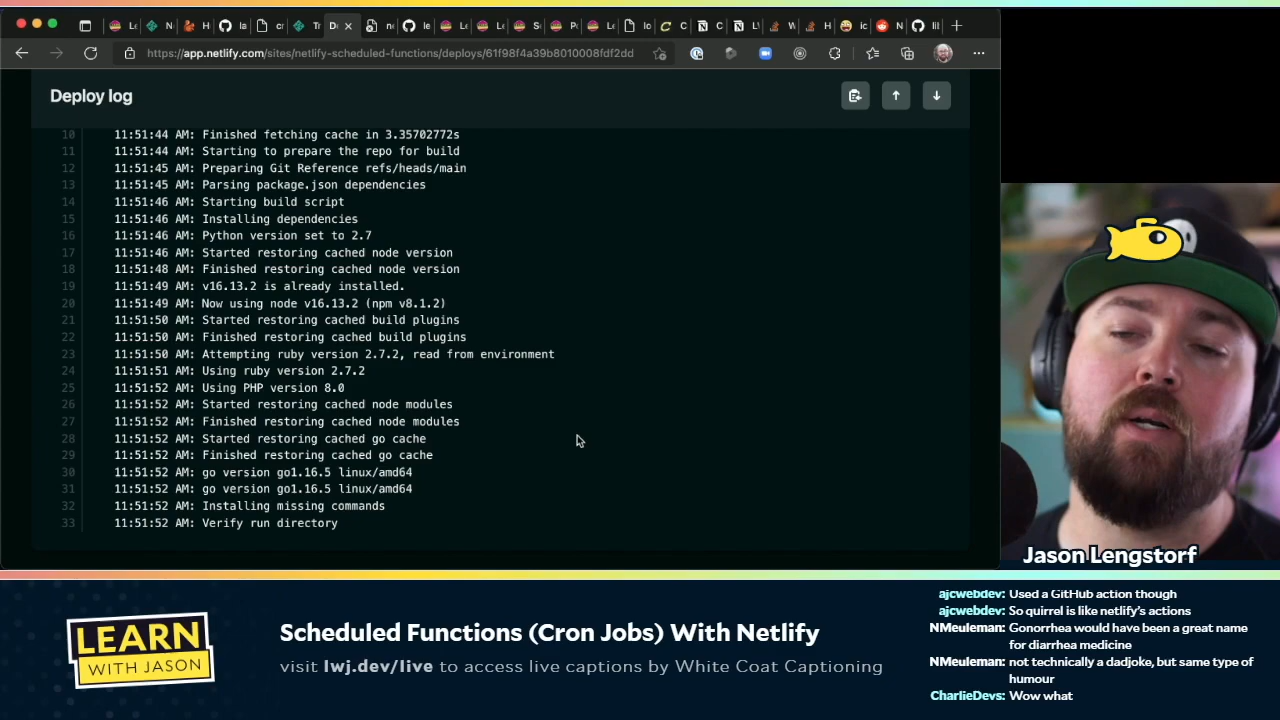 Lo
N
H
la
cr
Tr
De
ne
le
Lo
Le
Se
Po
Le
lc
C
C
L'
W
H
ic
N
lil
https://app.netlify.com/sites/netlify-scheduled-functions/deploys/61f98f4a39b8010008fdf2dd
Deploy log
10 11:51:44 AM: Finished fetching cache in 3.35702772s
11 11:51:44 AM: Starting to prepare the repo for build
12 11:51:45 AM: Preparing Git Reference refs/heads/main
13 11:51:45 AM: Parsing package.json dependencies
14 11:51:46 AM: Starting build script
15 11:51:46 AM: Installing dependencies
16 11:51:46 AM: Python version set to 2.7
17 11:51:46 AM: Started restoring cached node version
18 11:51:48 AM: Finished restoring cached node version
19 11:51:49 AM: v16.13.2 is already installed.
20 11:51:49 AM: Now using node v16.13.2 (npm v8.1.2)
21 11:51:50 AM: Started restoring cached build plugins
22 11:51:50 AM: Finished restoring cached build plugins
23 11:51:50 AM: Attempting ruby version 2.7.2, read from environment
24 11:51:51 AM: Using ruby version 2.7.2
25 11:51:52 AM: Using PHP version 8.0
26 11:51:52 AM: Started restoring cached node modules
27 11:51:52 AM: Finished restoring cached node modules
28 11:51:52 AM: Started restoring cached go cache
29 11:51:52 AM: Finished restoring cached go cache
30 11:51:52 AM: go version go1.16.5 linux/amd64
31 11:51:52 AM: go version go1.16.5 linux/amd64
32 11:51:52 AM: Installing missing commands
33 11:51:52 AM: Verify run directory
Jason Lengstorf
LEARN
WITH JASON
Scheduled Functions (Cron Jobs) With Netlify
visit lwj.dev/live to access live captions by White Coat Captioning
ajcwebdev: Used a GitHub action though
ajcwebdev: So quirrel is like netlify's actions
NMeuleman: Gonorrhea would have been a great name
for diarrhea medicine
NMeuleman: not technically a dadjoke, but same type of
humour
CharlieDevs: Wow what